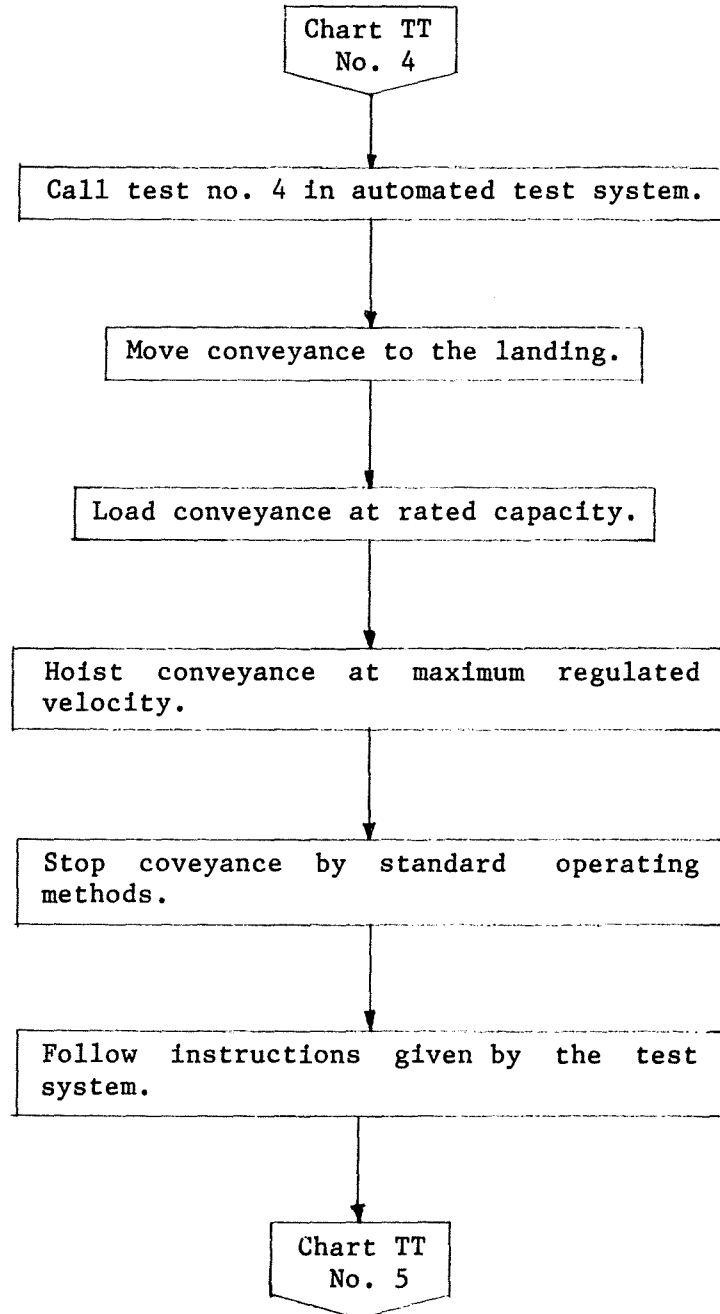 Chart TT
No. 4
Call test no. 4 in automated test system.
Move conveyance to the landing.
Load conveyance at rated capacity.
Hoist conveyance at maximum regulated
velocity.
Stop coveyance by standard operating
methods.
Follow instructions given by the test
system.
Chart TT
No. 5